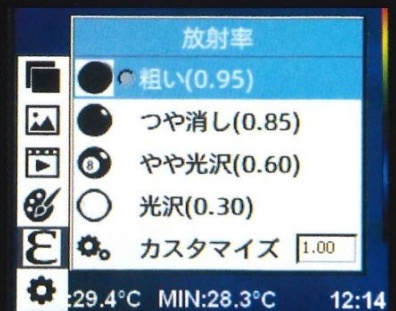 放射率
粗い(0.95)
つや消し(0.85)
やや光沢(0.60)
光沢(0.30)
ε カスタマイズ 1.00
:29.4°C MIN:28.3°C 12:14